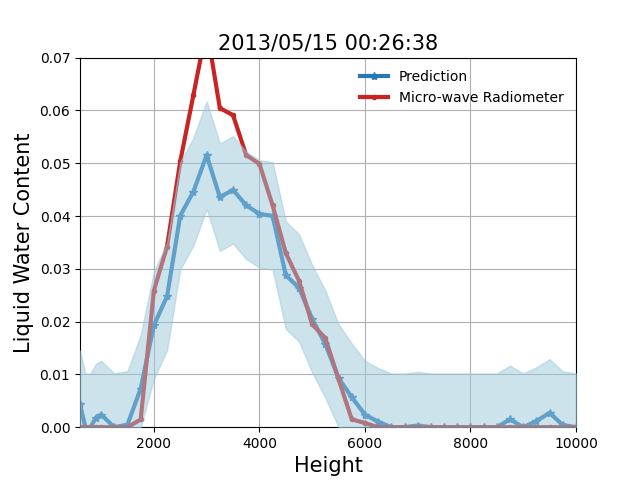 2013/05/15 00:26:38
Liquid Water Content
0.07
0.06
0.05
0.04
0.03
0.02
0.01
0.00
Prediction
Micro-wave Radiometer
2000 4000 6000 8000 10000
Height